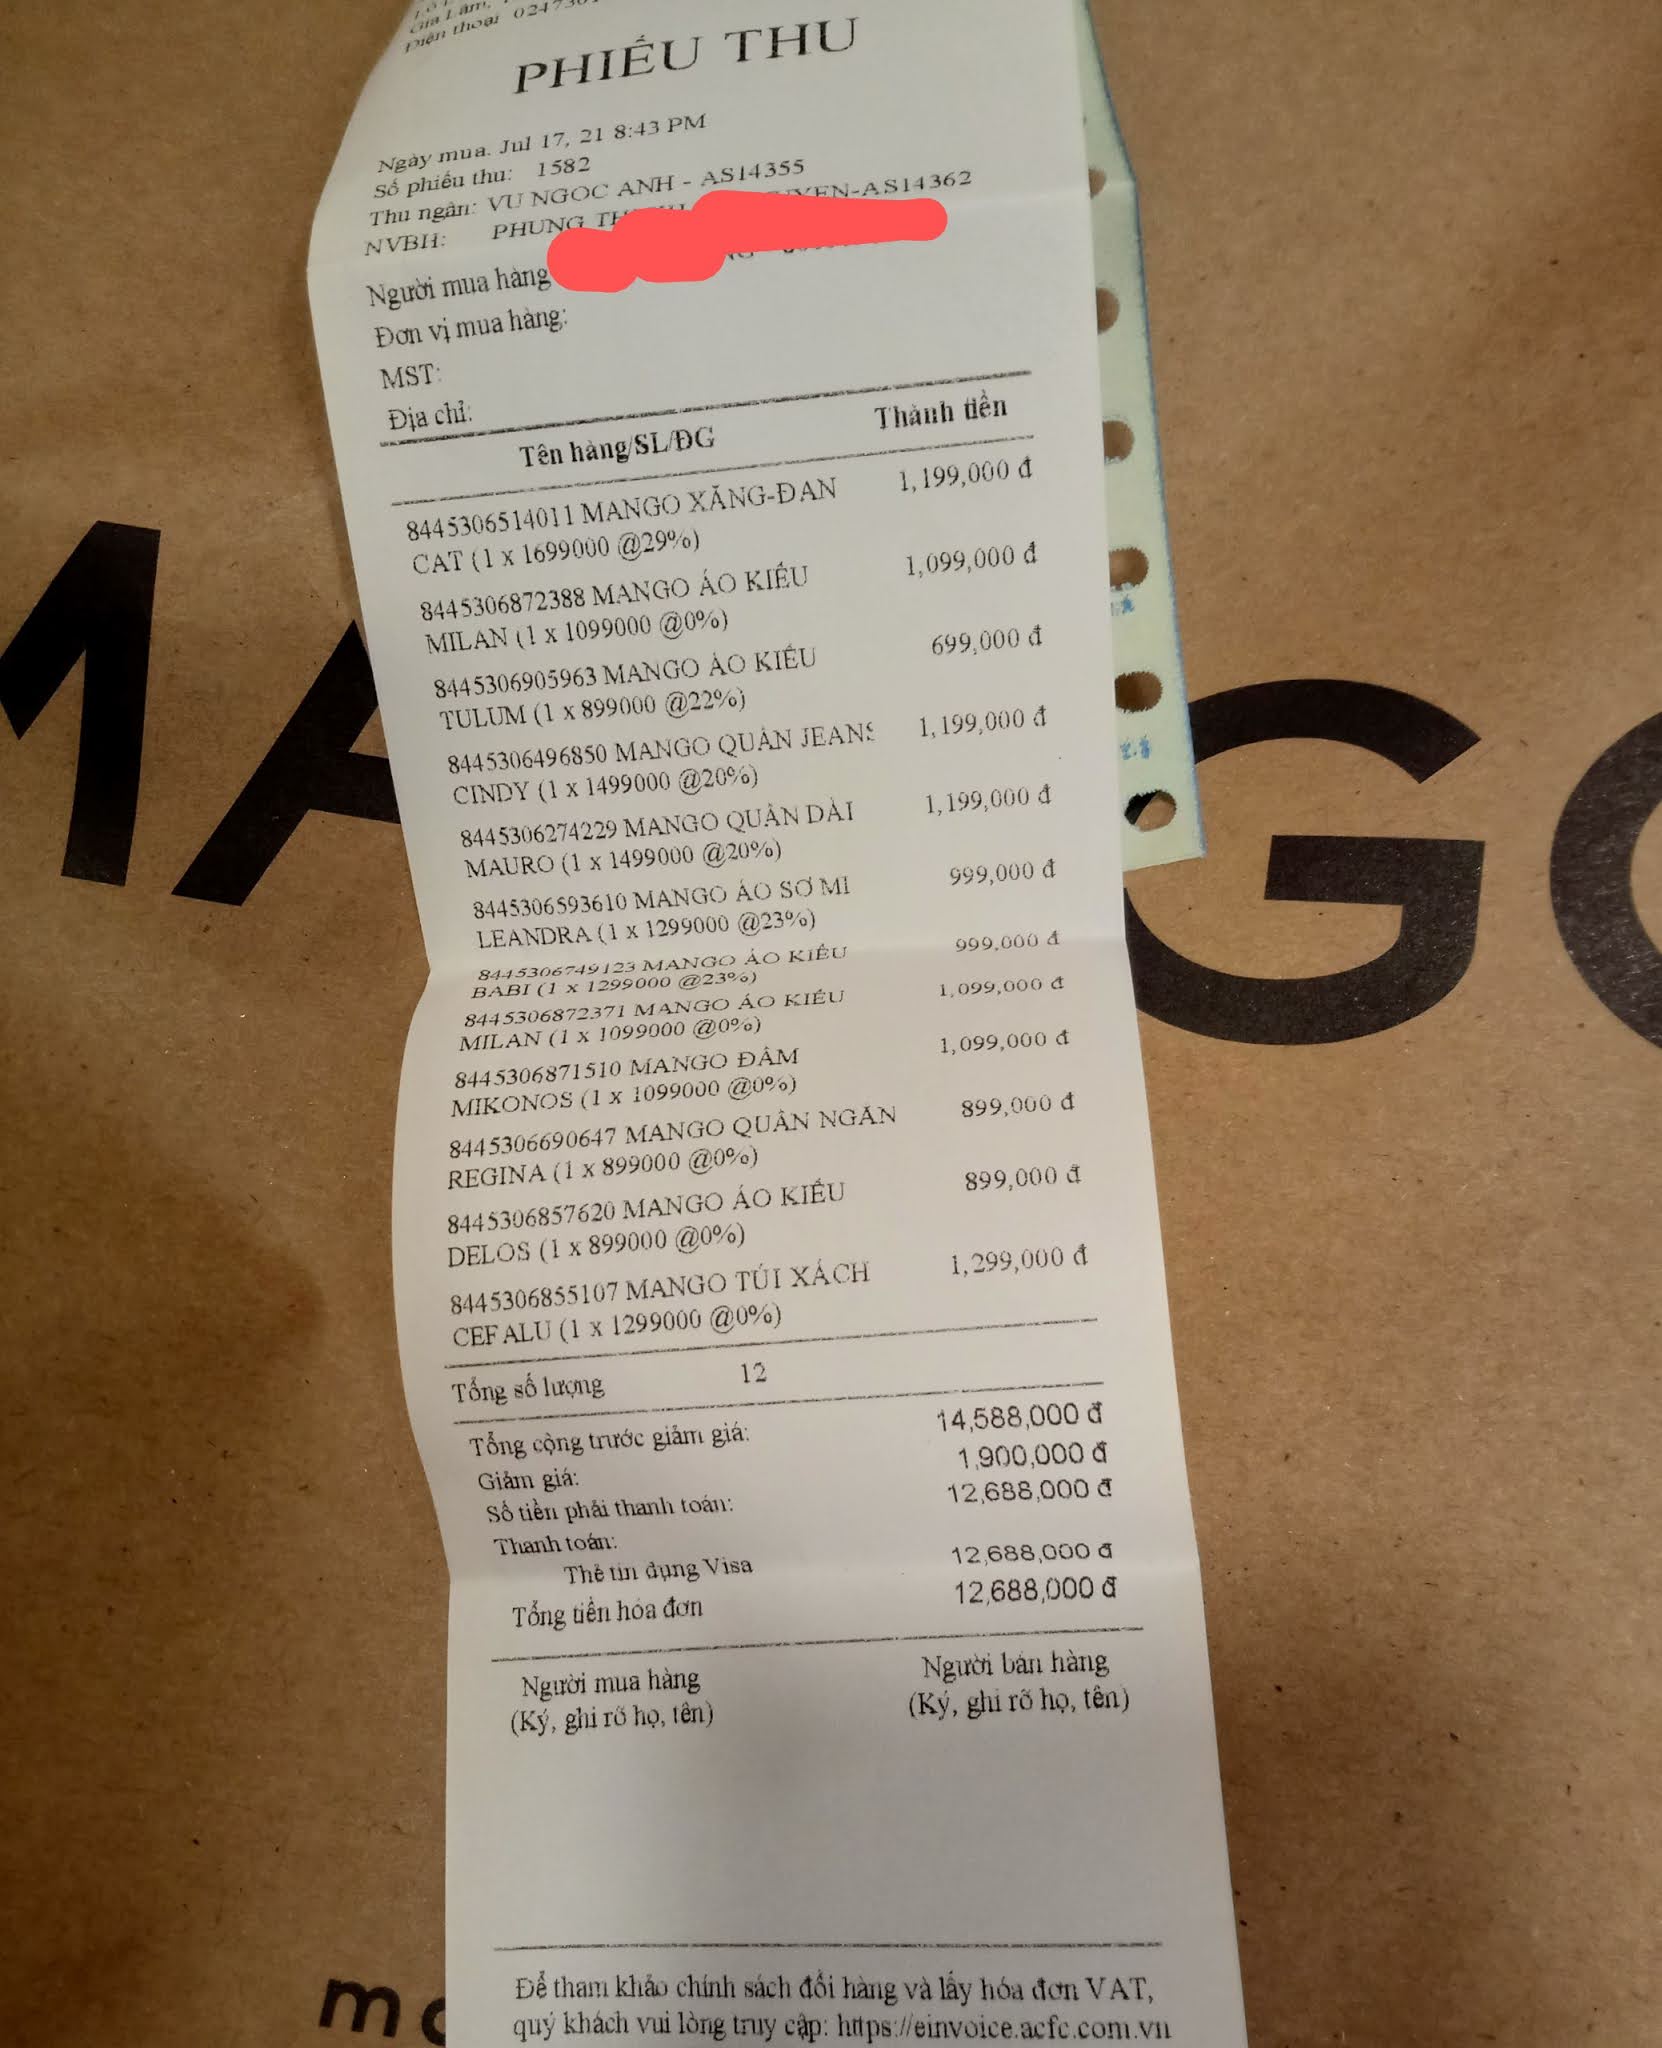 Gia Lâm,
Điện thoại 024730
PHIẾU THU
Ngày mua. Jul 17, 21 8:43 PM
Số phiếu thu: 1582
Thu ngân: VU NGOC ANH - AS14355
NVBH: PHUNG UYEN-AS14362
Người mua hàng
Đơn vị mua hàng:
MST:
Địa chỉ:
Tên hàng/SL/ĐG Thành tiền
8445306514011 MANGO XĂNG-ĐAN 1,199,000 đ
CAT (1 x 1699000 @29%)
8445306872388 MANGO ÁO KIỂU 1,099,000 đ
MILAN (1 x 1099000 @0%)
8445306905963 MANGO ÁO KIỂU 699,000 đ
TULUM (1 x 899000 @22%)
8445306496850 MANGO QUẦN JEANS 1,199,000 đ
CINDY (1 x 1499000 @20%)
8445306274229 MANGO QUẦN DÀI 1,199,000 đ
MAURO (1 x 1499000 @20%)
8445306593610 MANGO ÁO SƠ MI 999,000 đ
LEANDRA (1 x 1299000 @23%)
8445306749123 MANGO ÁO KIỂU 999,000 đ
BABI (1 x 1299000 @23%)
8445306872371 MANGO ÁO KIỂU 1,099,000 đ
MILAN (1 x 1099000 @0%)
8445306871510 MANGO ĐẦM 1,099,000 đ
MIKONOS (1 x 1099000 @0%)
8445306690647 MANGO QUẦN NGẮN 899,000 đ
REGINA (1 x 899000 @0%)
8445306857620 MANGO ÁO KIỂU 899,000 đ
DELOS (1 x 899000 @0%)
8445306855107 MANGO TÚI XÁCH 1,299,000 đ
CEFALU (1 x 1299000 @0%)
Tổng số lượng 12
Tổng cộng trước giảm giá: 14,588,000 đ
Giảm giá: 1,900,000 đ
Số tiền phải thanh toán: 12,688,000 đ
Thanh toán:
Thẻ tín dụng Visa 12,688,000 đ
Tổng tiền hóa đơn 12,688,000 đ
Người mua hàng Người bán hàng
(Ký, ghi rõ họ, tên) (Ký, ghi rõ họ, tên)
Để tham khảo chính sách đổi hàng và lấy hóa đơn VAT,
quý khách vui lòng truy cập: https://einvoice.acfc.com.vn